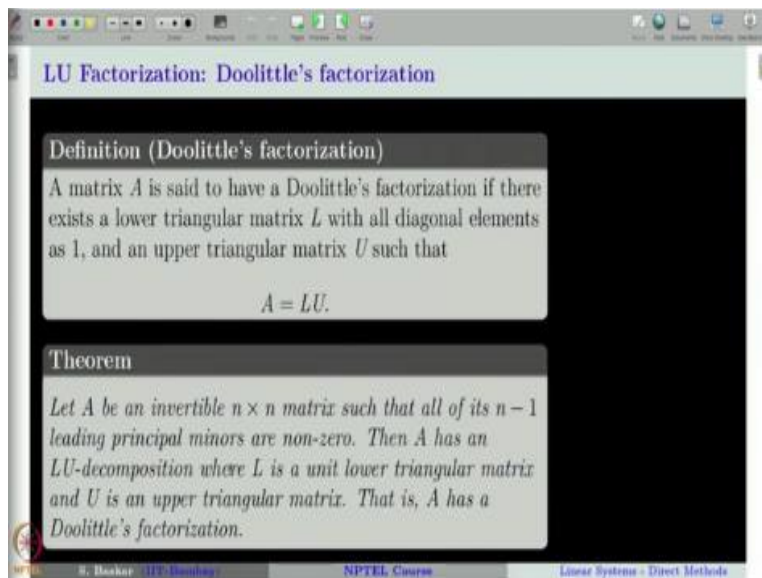 LU Factorization: Doolittle's factorization
Definition (Doolittle's factorization)
A matrix A is said to have a Doolittle's factorization if there
exists a lower triangular matrix L with all diagonal elements
as 1, and an upper triangular matrix U such that
A = LU.
Theorem
Let A be an invertible n × n matrix such that all of its n − 1
leading principal minors are non-zero. Then A has an
LU-decomposition where L is a unit lower triangular matrix
and U is an upper triangular matrix. That is, A has a
Doolittle's factorization.
S. Baskar (IIT-Bombay) NPTEL Course Linear Systems - Direct Methods